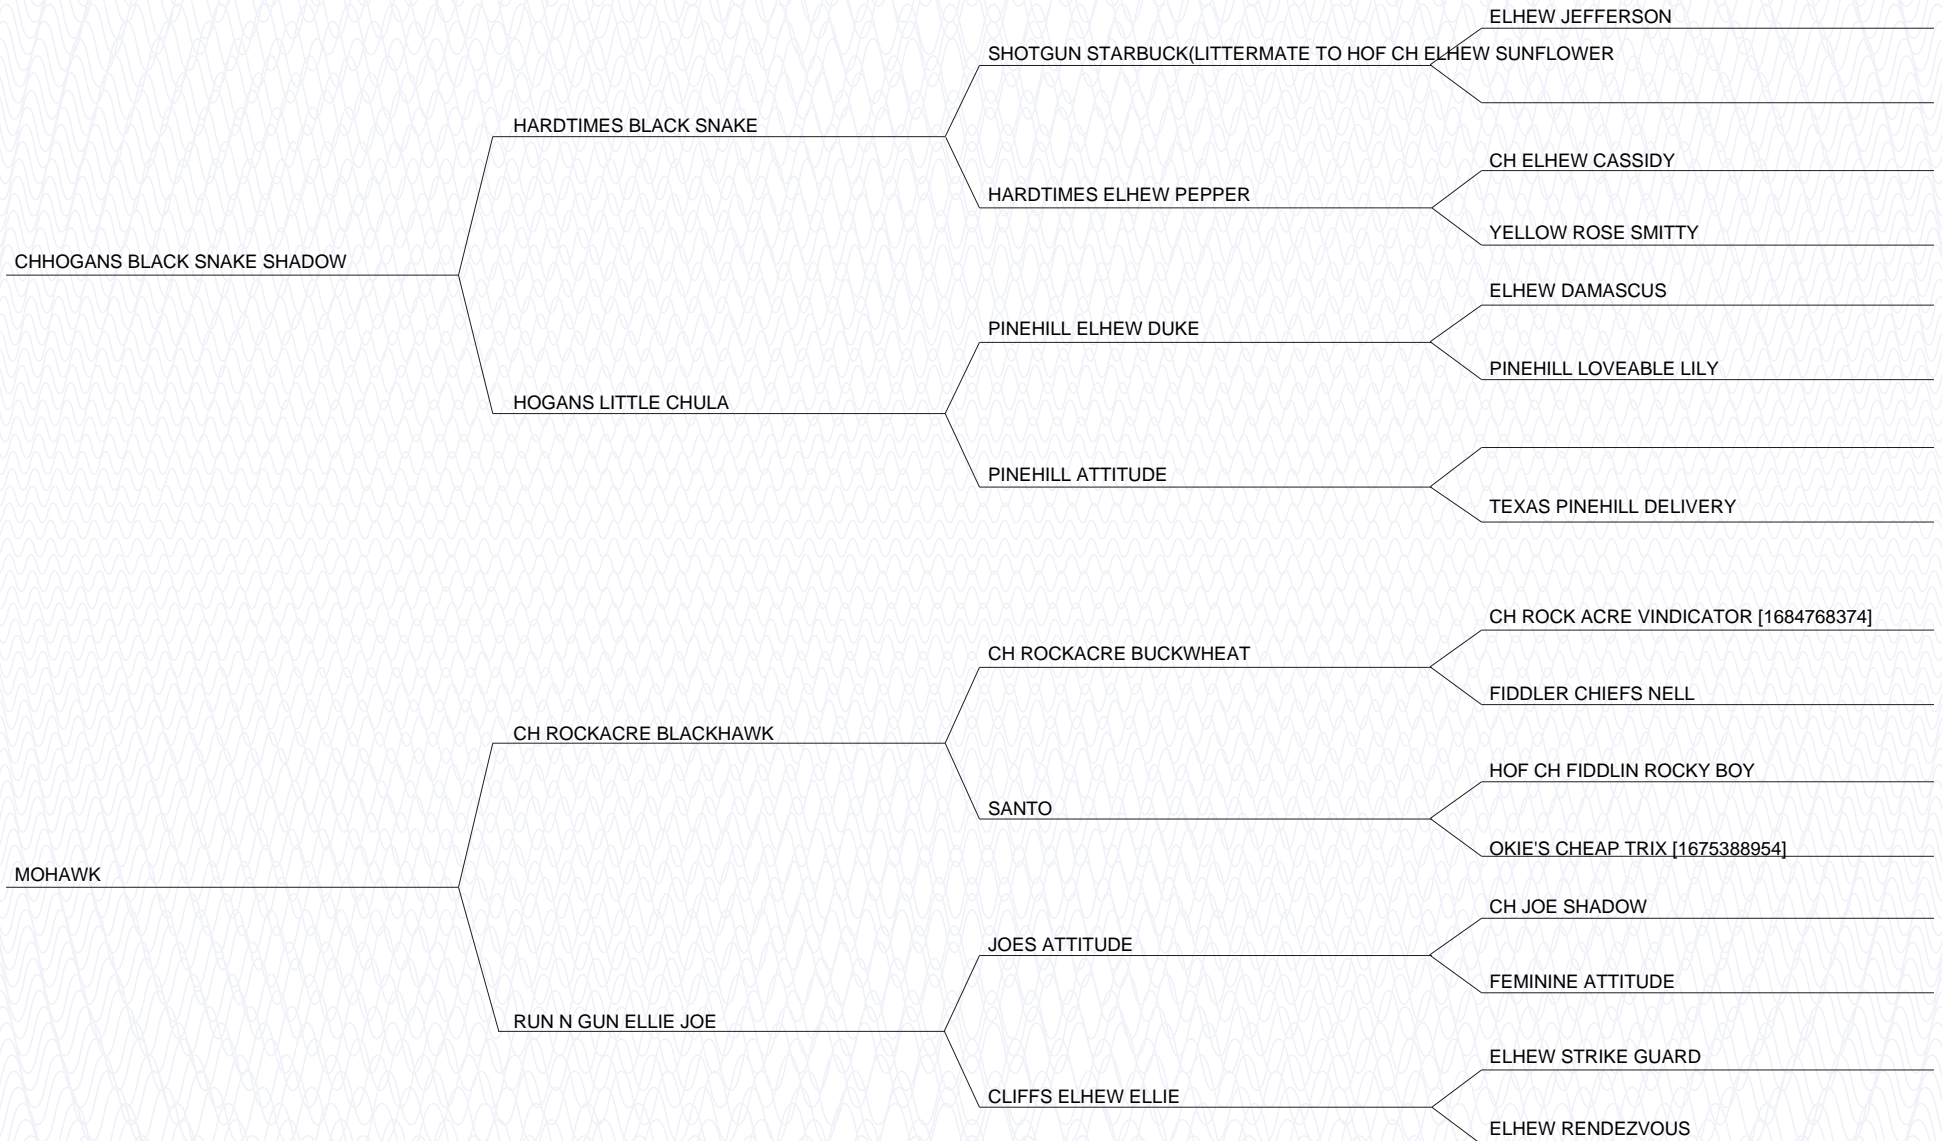 ELHEW JEFFERSON
SHOTGUN STARBUCK(LITTERMATE TO HOF CH ELHEW SUNFLOWER
HARDTIMES BLACK SNAKE
CH ELHEW CASSIDY
HARDTIMES ELHEW PEPPER
YELLOW ROSE SMITTY
CHHOGANS BLACK SNAKE SHADOW
ELHEW DAMASCUS
PINEHILL ELHEW DUKE
PINEHILL LOVEABLE LILY
HOGANS LITTLE CHULA
PINEHILL ATTITUDE
TEXAS PINEHILL DELIVERY
CH ROCK ACRE VINDICATOR [1684768374]
CH ROCKACRE BUCKWHEAT
FIDDLER CHIEFS NELL
CH ROCKACRE BLACKHAWK
HOF CH FIDDLIN ROCKY BOY
SANTO
OKIE'S CHEAP TRIX [1675388954]
MOHAWK
CH JOE SHADOW
JOES ATTITUDE
FEMININE ATTITUDE
RUN N GUN ELLIE JOE
ELHEW STRIKE GUARD
CLIFFS ELHEW ELLIE
ELHEW RENDEZVOUS